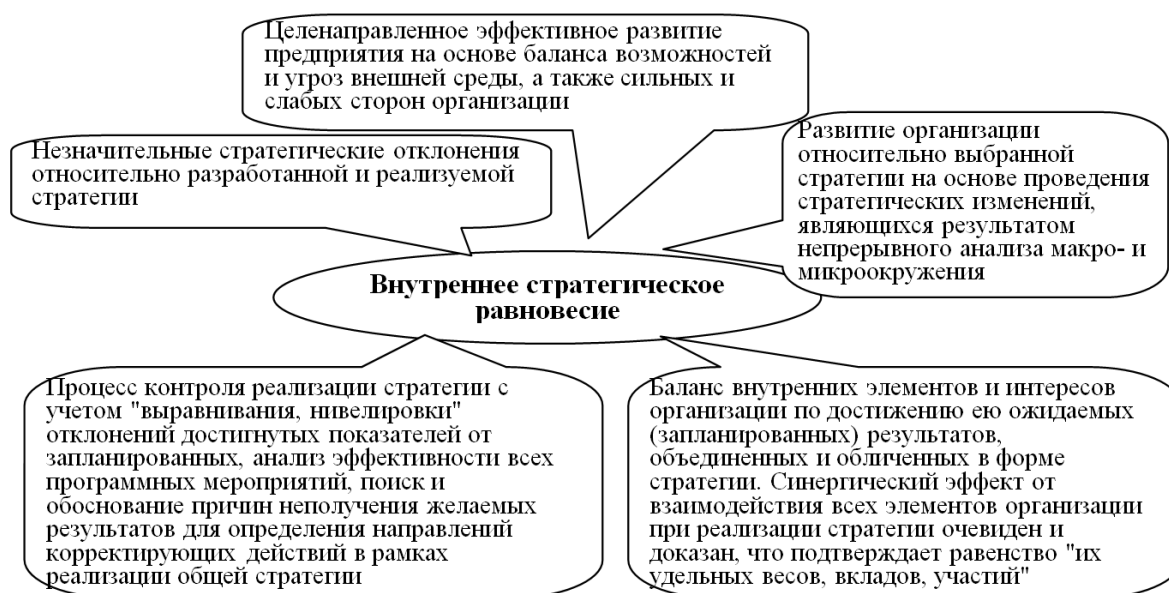 Целенаправленное эффективное развитие
предприятия на основе баланса возможностей
и угроз внешней среды, а также сильных и
слабых сторон организации
Незначительные стратегические отклонения
относительно разработанной и реализуемой
стратегии
Развитие организации
относительно выбранной
стратегии на основе проведения
стратегических изменений,
являющихся результатом
непрерывного анализа макро- и
микроокружения
Внутреннее стратегическое
равновесие
Процесс контроля реализации стратегии с
учетом "выравнивания, нивелировки"
отклонений достигнутых показателей от
запланированных, анализ эффективности всех
программных мероприятий, поиск и
обоснование причин неполучения желаемых
результатов для определения направлений
корректирующих действий в рамках
реализации общей стратегии
Баланс внутренних элементов и интересов
организации по достижению ею ожидаемых
(запланированных) результатов,
объединенных и обличенных в форме
стратегии. Синергический эффект от
взаимодействия всех элементов организации
при реализации стратегии очевиден и
доказан, что подтверждает равенство "их
удельных весов, вкладов, участий"